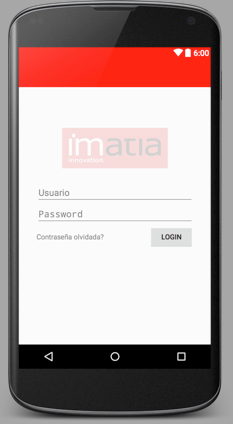 6:00
imatia
innovation
Usuario
Password
Contraseña olvidada?
LOGIN